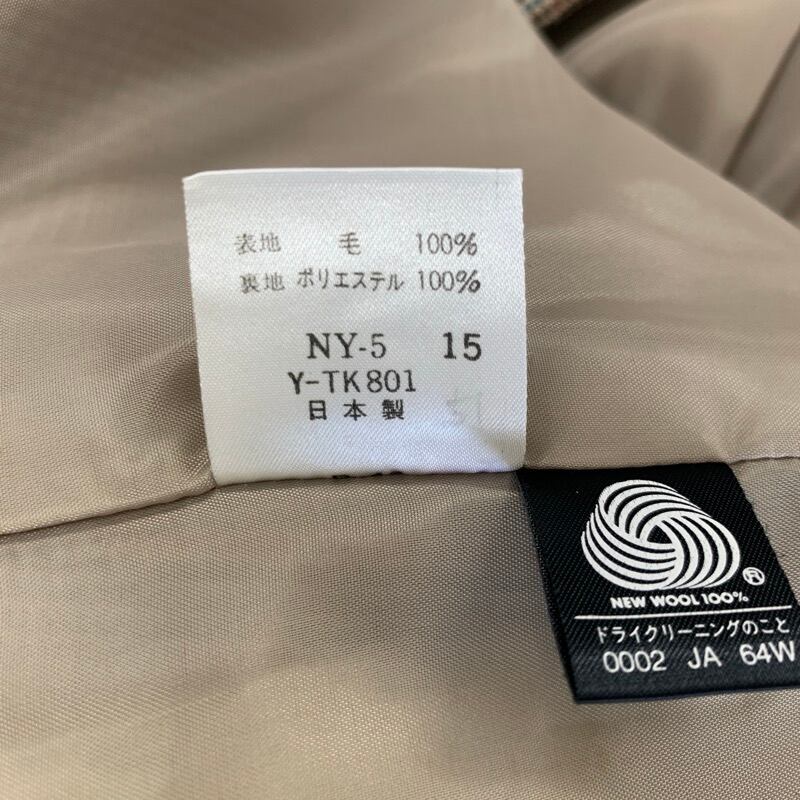 表地 毛 100%
裏地 ポリエステル 100%
NY-5 15
Y-TK801
日本製
NEW WOOL 100%
ドライクリーニングのこと
0002 JA 64W